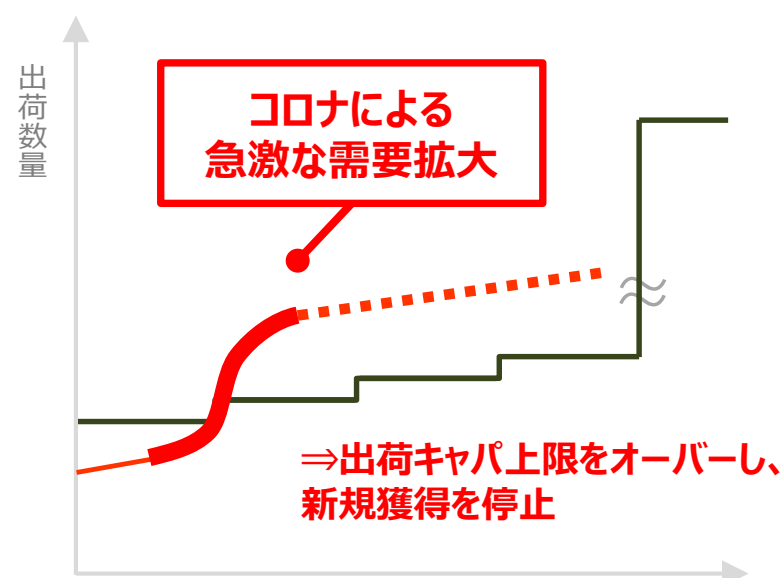 出荷数量
コロナによる
急激な需要拡大
⇒出荷キャパ上限をオーバーし、
新規獲得を停止